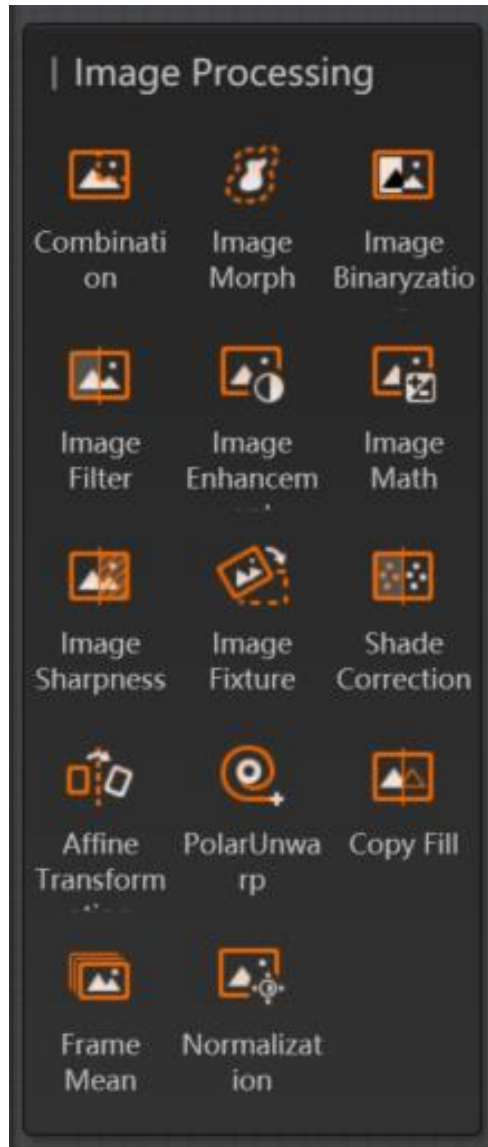 | Image Processing
Combinati
on
Image
Morph
Image
Binaryzatio
Image
Filter
Image
Enhancem
Image
Math
Image
Sharpness
Image
Fixture
Shade
Correction
Affine
Transform
PolarUnwa
rp
Copy Fill
Frame
Mean
Normalizat
ion